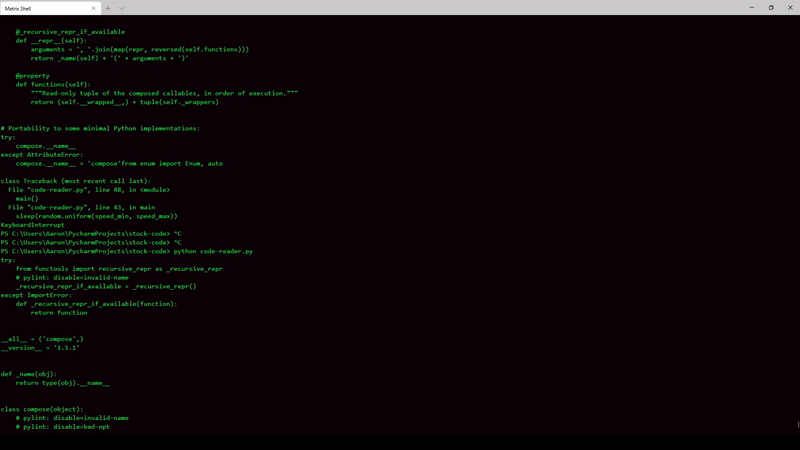 Matrix Shell
@_recursive_repr_if_available
def __repr__(self):
arguments = ', '.join(map(repr, reversed(self.functions)))
return _name(self) + '(' + arguments + ')'
@property
def functions(self):
"""Read-only tuple of the composed callables, in order of execution."""
return (self.__wrapped__,) + tuple(self._wrappers)
# Portability to some minimal Python implementations:
try:
compose.__name__
except AttributeError:
compose.__name__ = 'compose'from enum import Enum, auto
class Traceback (most recent call last):
File "code-reader.py", line 48, in <module>
main()
File "code-reader.py", line 43, in main
sleep(random.uniform(speed_min, speed_max))
KeyboardInterrupt
PS C:\Users\Aaron\PycharmProjects\stock-code> ^C
PS C:\Users\Aaron\PycharmProjects\stock-code> ^C
PS C:\Users\Aaron\PycharmProjects\stock-code> python code-reader.py
try:
from functools import recursive_repr as _recursive_repr
# pylint: disable=invalid-name
_recursive_repr_if_available = _recursive_repr()
except ImportError:
def _recursive_repr_if_available(function):
return function
__all__ = ('compose',)
__version__ = '1.1.1'
def _name(obj):
return type(obj).__name__
class compose(object):
# pylint: disable=invalid-name
# pylint: disable=bad-opt